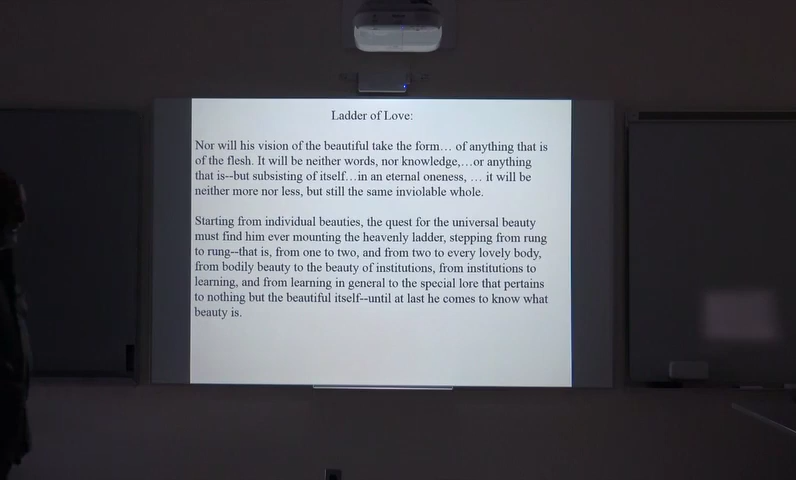 Ladder of Love:
Nor will his vision of the beautiful take the form… of anything that is
of the flesh. It will be neither words, nor knowledge,…or anything
that is--but subsisting of itself…in an eternal oneness, … it will be
neither more nor less, but still the same inviolable whole.
Starting from individual beauties, the quest for the universal beauty
must find him ever mounting the heavenly ladder, stepping from rung
to rung--that is, from one to two, and from two to every lovely body,
from bodily beauty to the beauty of institutions, from institutions to
learning, and from learning in general to the special lore that pertains
to nothing but the beautiful itself--until at last he comes to know what
beauty is.